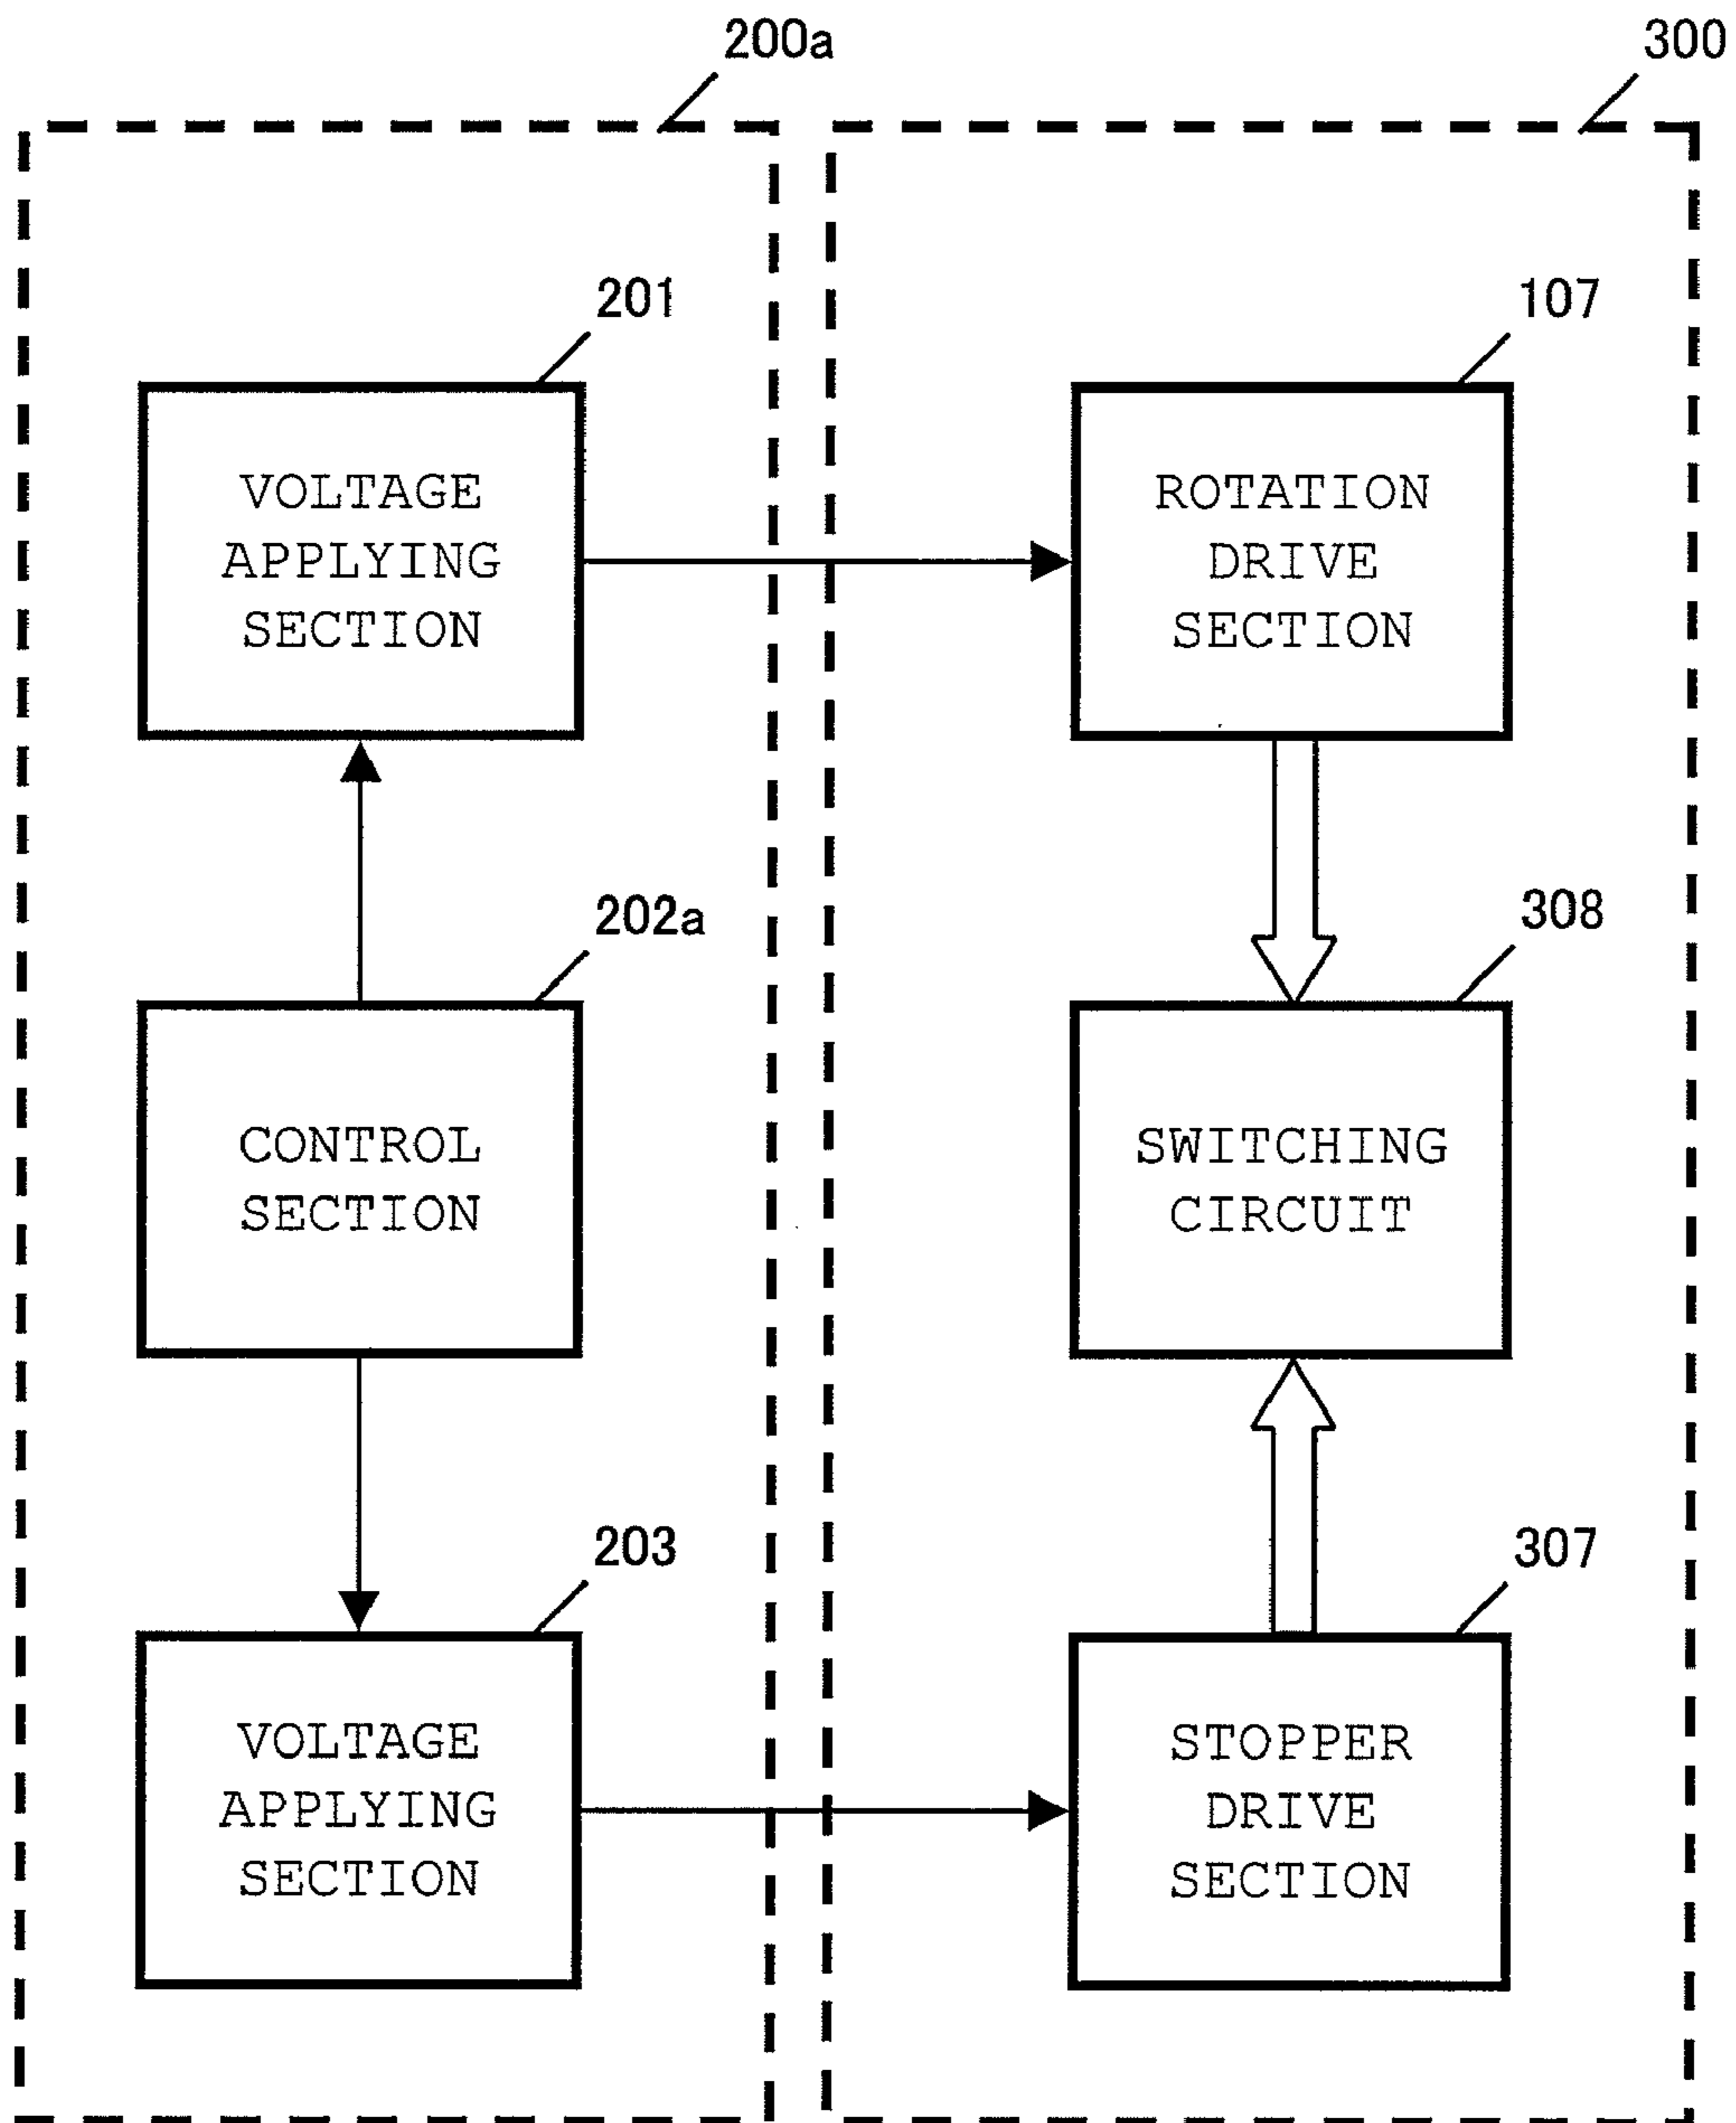 200a
300
201
107
VOLTAGE
APPLYING
SECTION
ROTATION
DRIVE
SECTION
202a
308
CONTROL
SECTION
SWITCHING
CIRCUIT
203
307
VOLTAGE
APPLYING
SECTION
STOPPER
DRIVE
SECTION